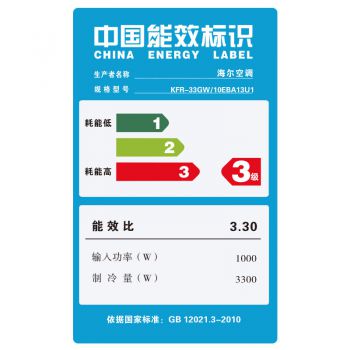 中国能效标识
CHINA ENERGY LABEL
生产者名称 海尔空调
规格型号 KFR-33GW/10EBA13U1
耗能低 1
2
耗能高 3 3级
能效比 3.30
输入功率（W） 1000
制冷量（W） 3300
依据国家标准：GB 12021.3-2010